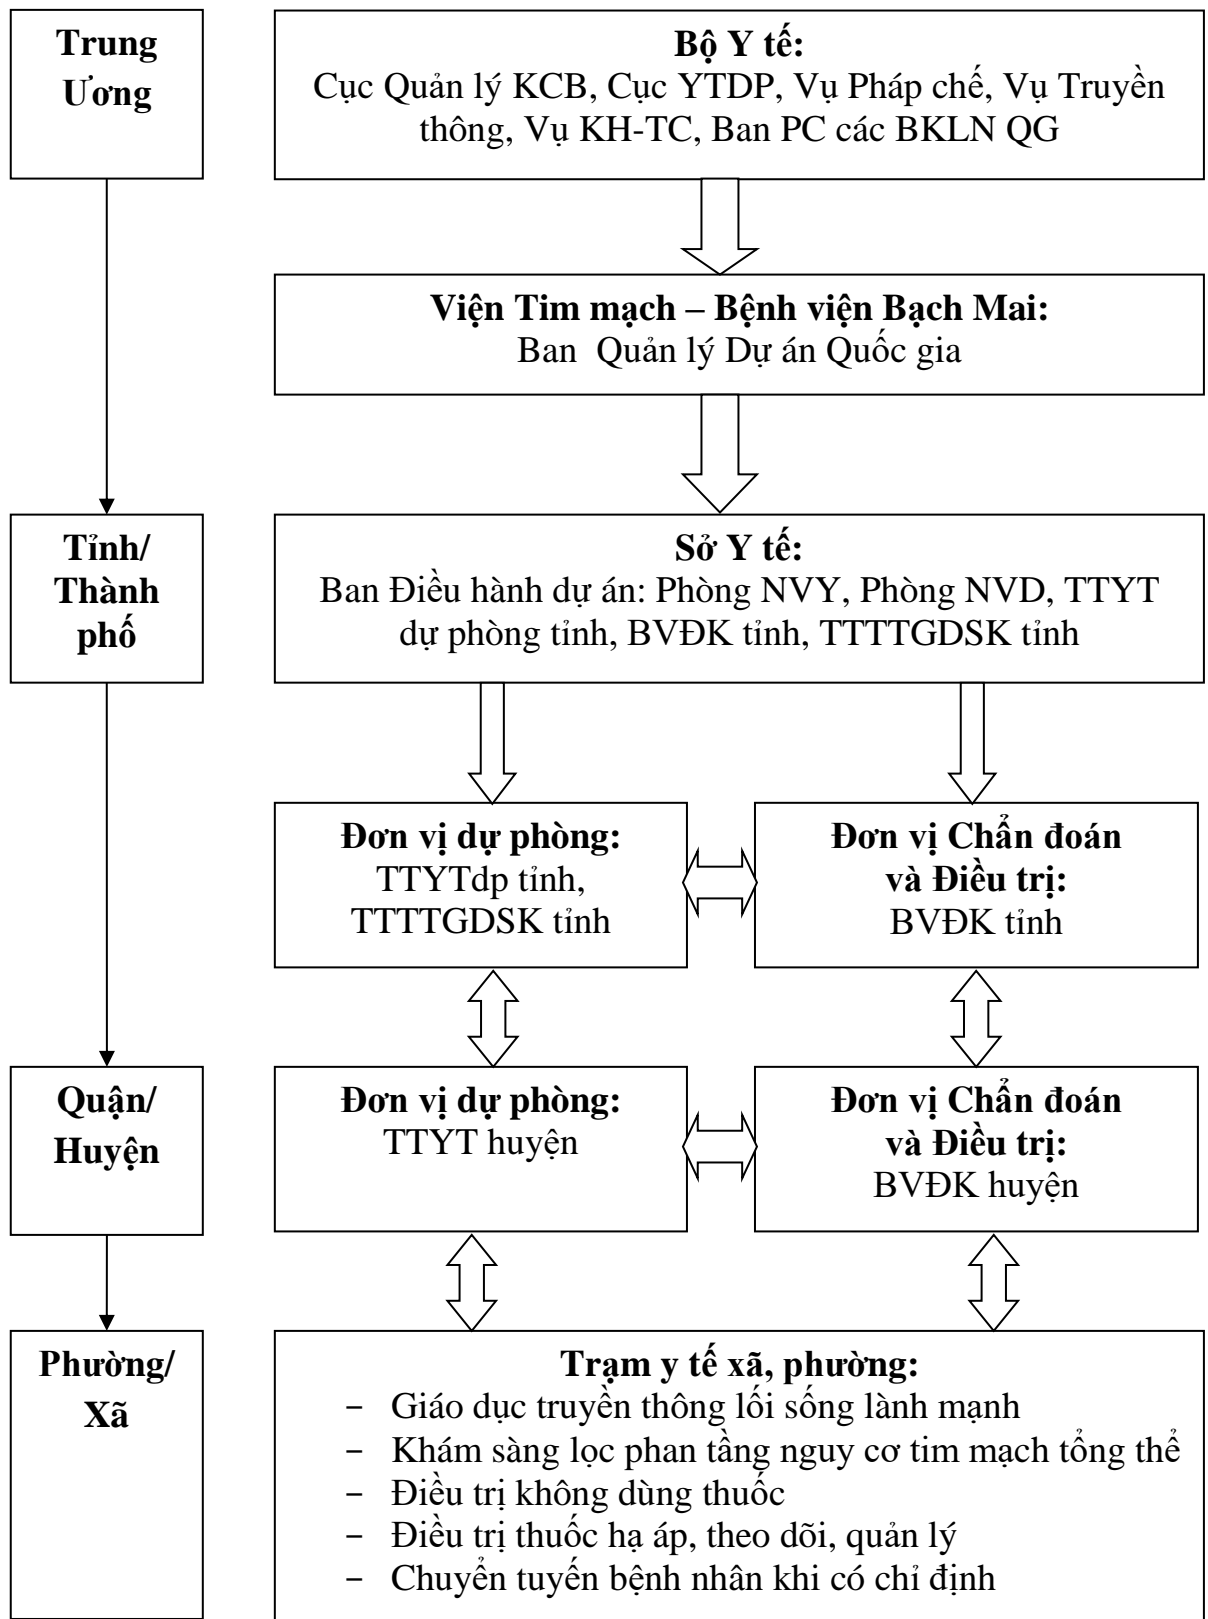 Trung
Ương
Bộ Y tế:
Cục Quản lý KCB, Cục YTDP, Vụ Pháp chế, Vụ Truyền
thông, Vụ KH-TC, Ban PC các BKLN QG
Viện Tim mạch – Bệnh viện Bạch Mai:
Ban Quản lý Dự án Quốc gia
Tỉnh/
Thành
phố
Sở Y tế:
Ban Điều hành dự án: Phòng NVY, Phòng NVD, TTYT
dự phòng tỉnh, BVĐK tỉnh, TTTTGDSK tỉnh
Đơn vị dự phòng:
TTYTdp tỉnh,
TTTTGDSK tỉnh
Đơn vị Chẩn đoán
và Điều trị:
BVĐK tỉnh
Quận/
Huyện
Đơn vị dự phòng:
TTYT huyện
Đơn vị Chẩn đoán
và Điều trị:
BVĐK huyện
Phường/
Xã
Trạm y tế xã, phường:
- Giáo dục truyền thông lối sống lành mạnh
- Khám sàng lọc phan tầng nguy cơ tim mạch tổng thể
- Điều trị không dùng thuốc
- Điều trị thuốc hạ áp, theo dõi, quản lý
- Chuyển tuyến bệnh nhân khi có chỉ định